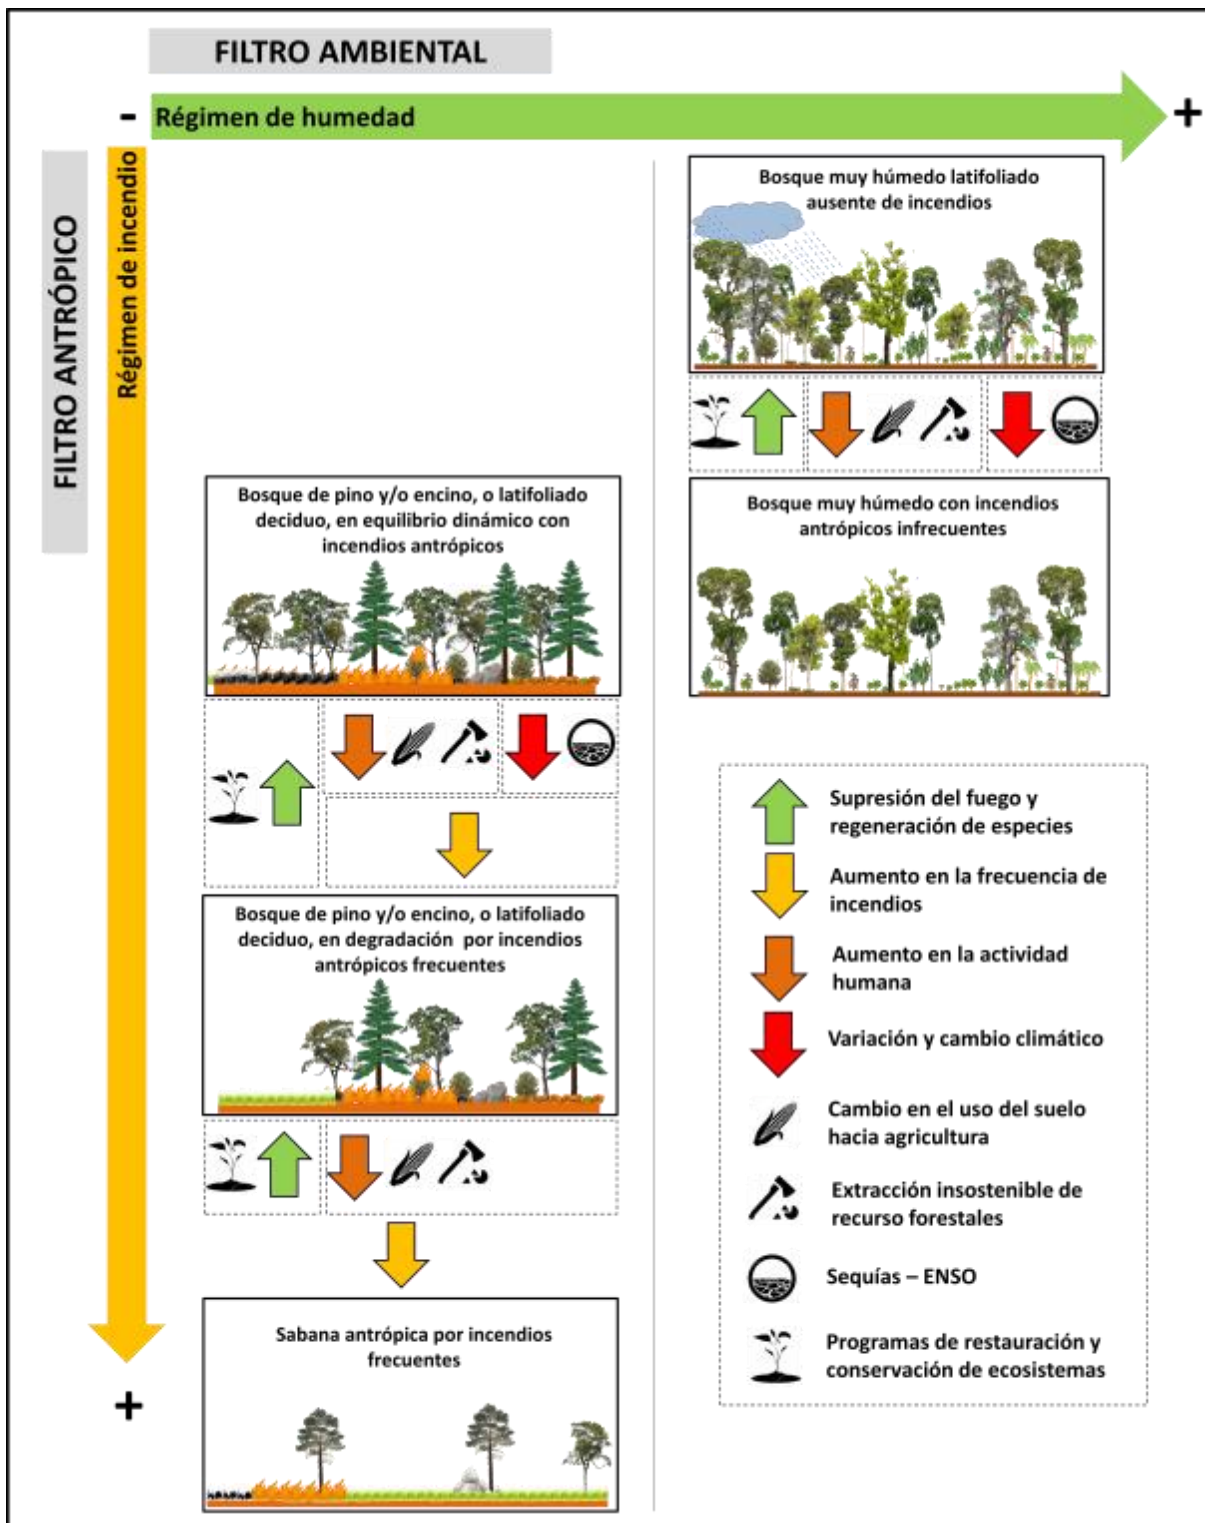 FILTRO AMBIENTAL
- Régimen de humedad +
FILTRO ANTRÓPICO
Régimen de incendio
+
Bosque muy húmedo latifoliado
ausente de incendios
Bosque muy húmedo con incendios
antrópicos infrecuentes
Bosque de pino y/o encino, o latifoliado
deciduo, en equilibrio dinámico con
incendios antrópicos
Bosque de pino y/o encino, o latifoliado
deciduo, en degradación por incendios
antrópicos frecuentes
Sabana antrópica por incendios
frecuentes
Supresión del fuego y
regeneración de especies
Aumento en la frecuencia de
incendios
Aumento en la actividad
humana
Variación y cambio climático
Cambio en el uso del suelo
hacia agricultura
Extracción insostenible de
recurso forestales
Sequías – ENSO
Programas de restauración y
conservación de ecosistemas